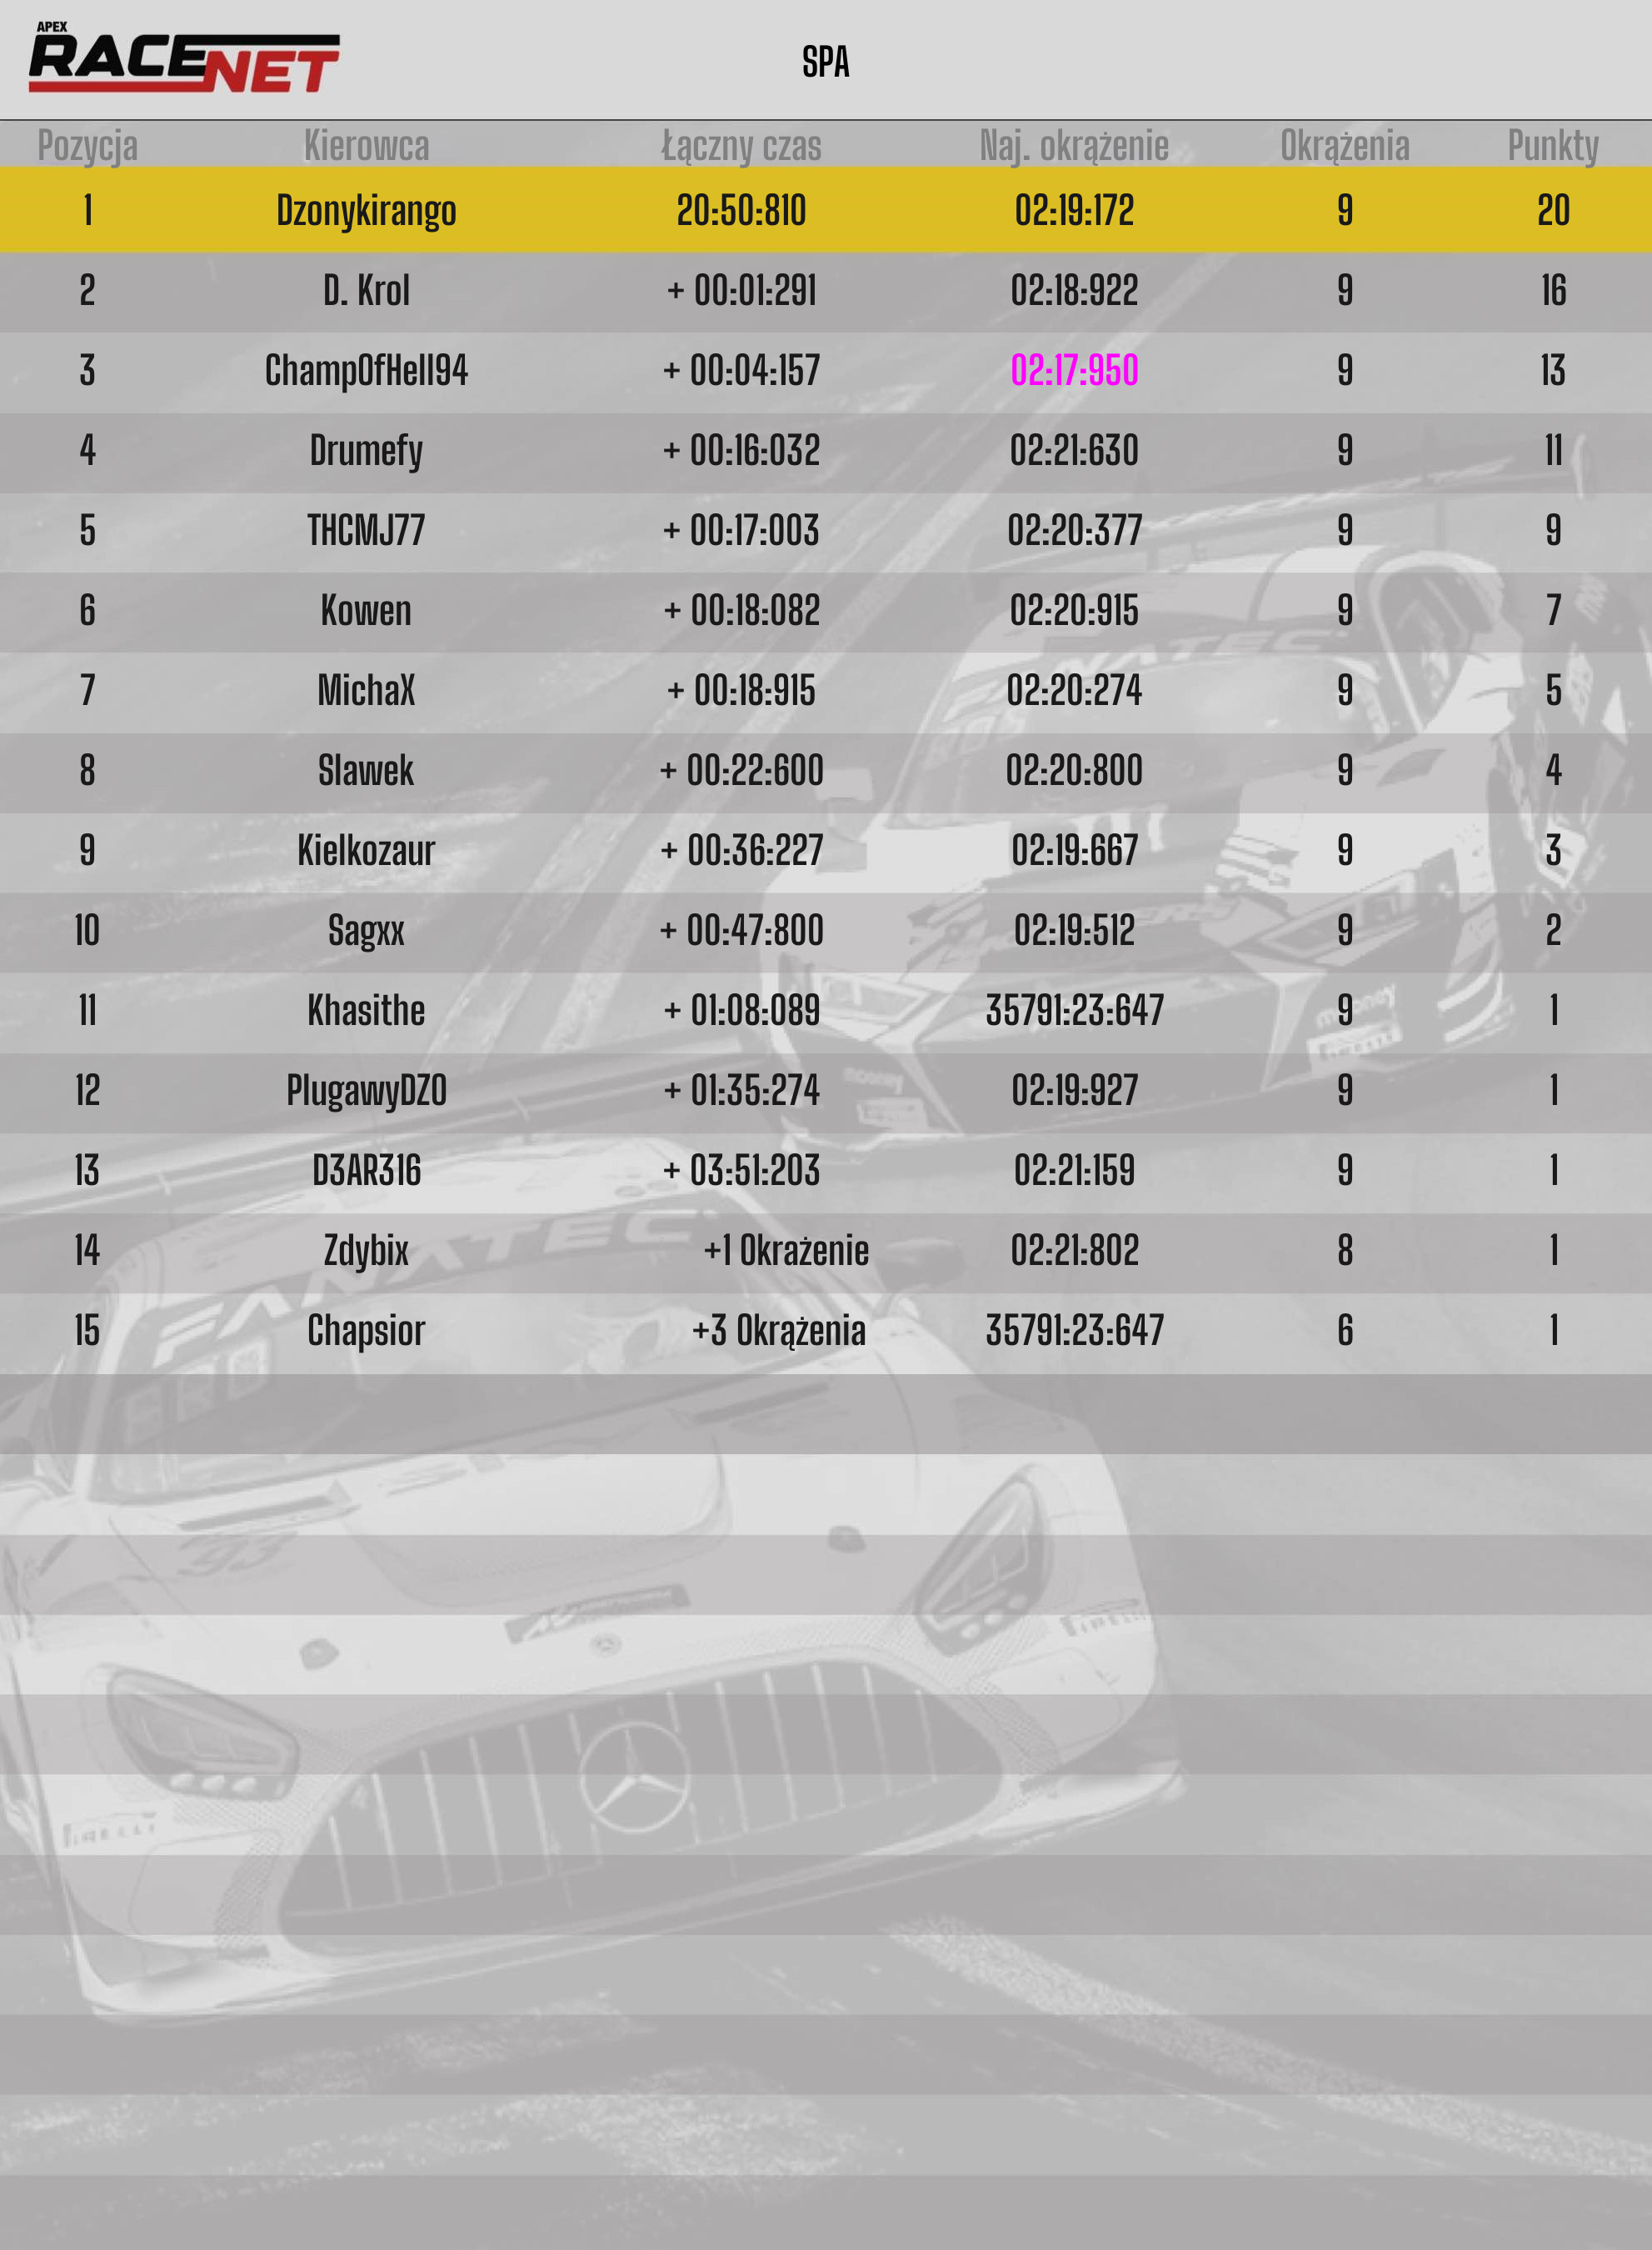 APEX
RACENET
SPA
Pozycja Kierowca Łączny czas Naj. okrążenie Okrążenia Punkty
1 Dzonykirango 20:50:810 02:19:172 9 20
2 D. Krol + 00:01:291 02:18:922 9 16
3 ChampOfHell94 + 00:04:157 02:17:950 9 13
4 Drumefy + 00:16:032 02:21:630 9 11
5 THCMJ77 + 00:17:003 02:20:377 9 9
6 Kowen + 00:18:082 02:20:915 9 7
7 MichaX + 00:18:915 02:20:274 9 5
8 Slawek + 00:22:600 02:20:800 9 4
9 Kielkozaur + 00:36:227 02:19:667 9 3
10 Sagxx + 00:47:800 02:19:512 9 2
11 Khasithe + 01:08:089 35791:23:647 9 1
12 PlugawyDZO + 01:35:274 02:19:927 9 1
13 D3AR316 + 03:51:203 02:21:159 9 1
14 Zdybix +1 Okrażenie 02:21:802 8 1
15 Chapsior +3 Okrążenia 35791:23:647 6 1
FANATEC
FANATEC
PIRELLI